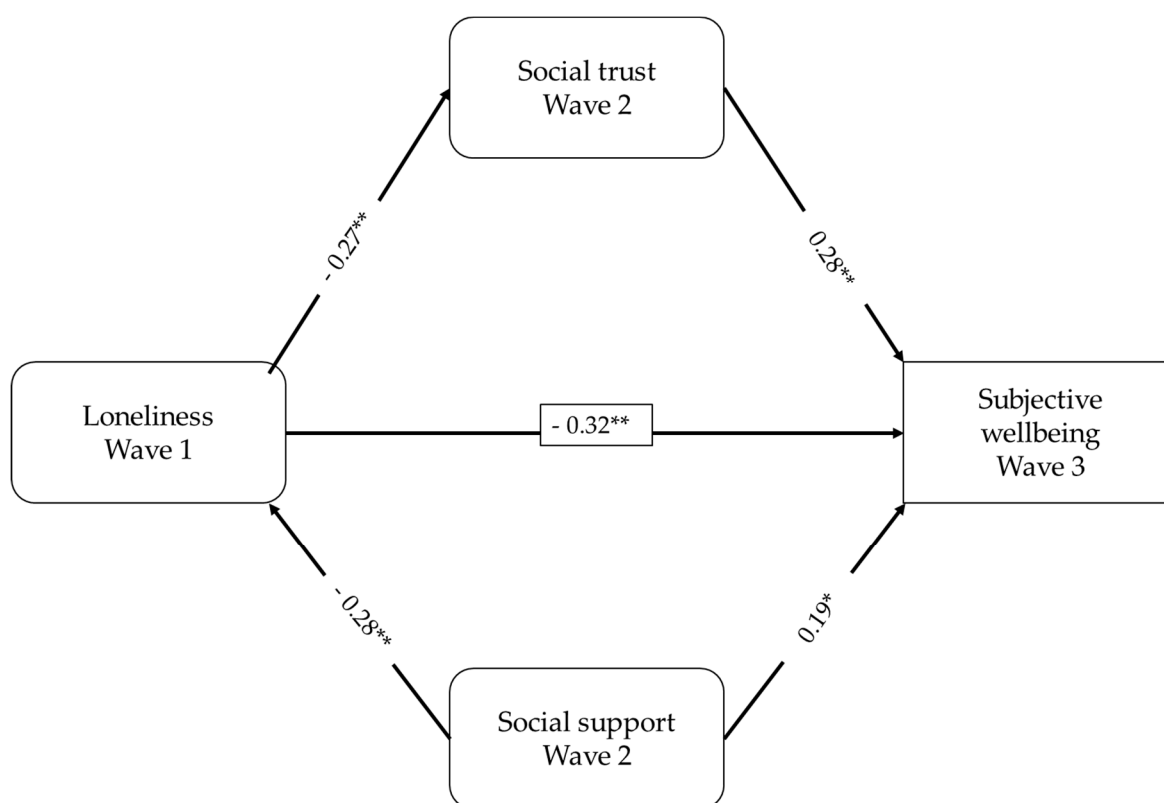 Social trust
Wave 2
- 0.27**
0.28**
Loneliness
Wave 1
- 0.32**
Subjective
wellbeing
Wave 3
- 0.28**
0.19*
Social support
Wave 2